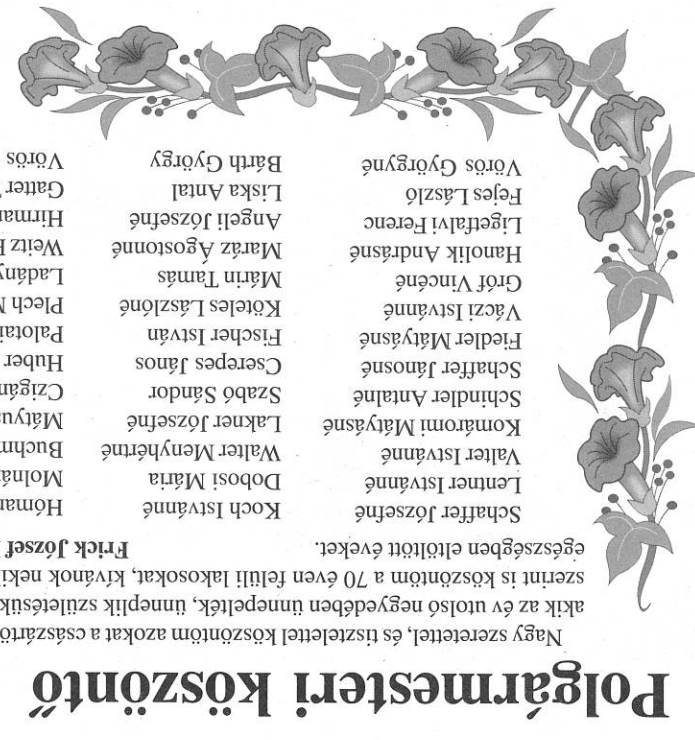 Polgármesteri köszöntő
Nagy szeretettel, és tisztelettel köszöntöm azokat a császártö
akik az év utolsó negyedében ünnepelték, ünneplik születésük
szerint is köszöntöm a 70 éven felüli lakosokat, kívánok neki
egészségben eltöltött éveket.
Frick József
Schaffer Józsefné
Lentner Istvánné
Valter Istvánné
Komáromi Mátyásné
Schindler Antalné
Schaffer Jánosné
Fiedler Mátyásné
Váczi Istvánné
Gróf Vincéné
Hanolik Andrásné
Ligetfalvi Ferenc
Fejes László
Vörös Györgyné
Koch Istvánné
Dobosi Mária
Walter Menyhértné
Lakner Józsefné
Szabó Sándor
Cserepes János
Fischer István
Köteles Lászlóné
Márin Tamás
Maráz Ágostonné
Angeli Józsefné
Liska Antal
Bárth György
Hóma
Molná
Buchm
Mátyu
Czigán
Huber
Palotai
Plech
Ladány
Weitz
Hirma
Gatter
Vörös